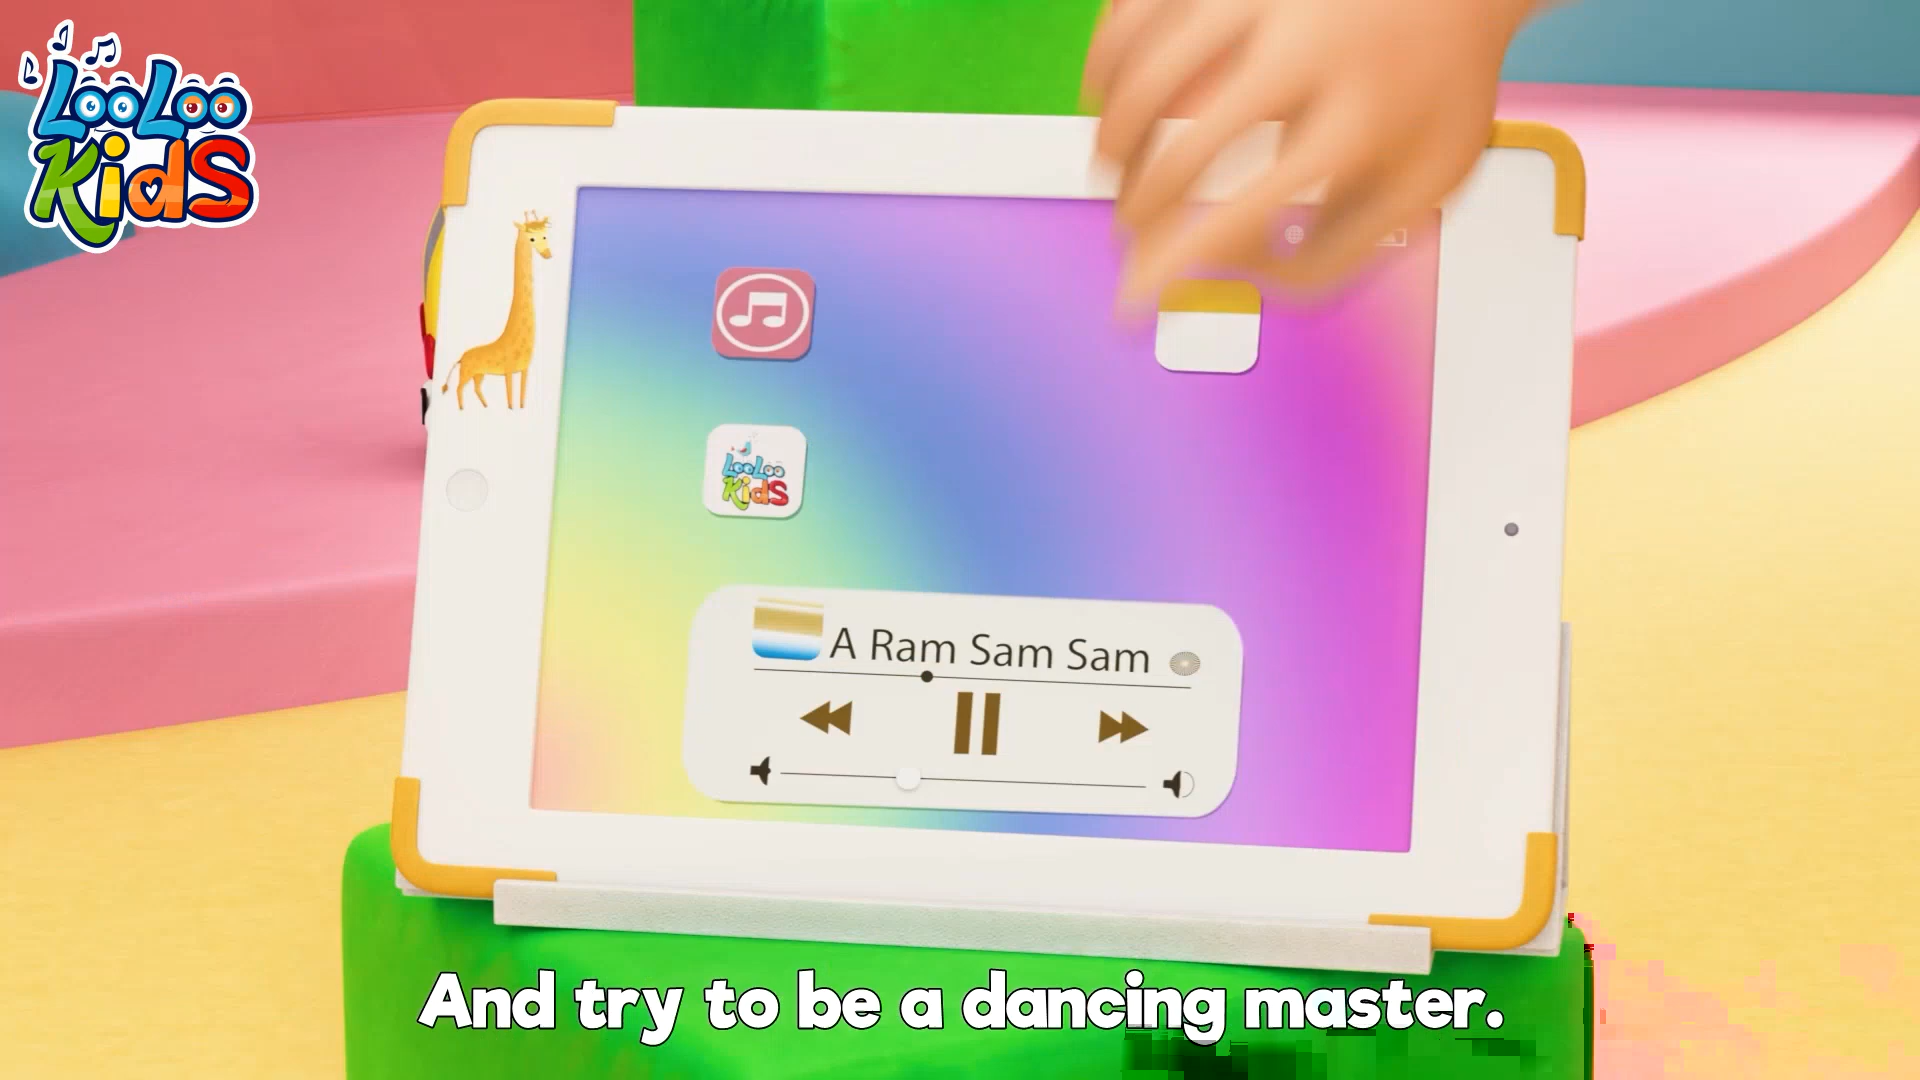 LooLoo
Kids
LooLoo
Kids
A Ram Sam Sam
And try to be a dancing master.